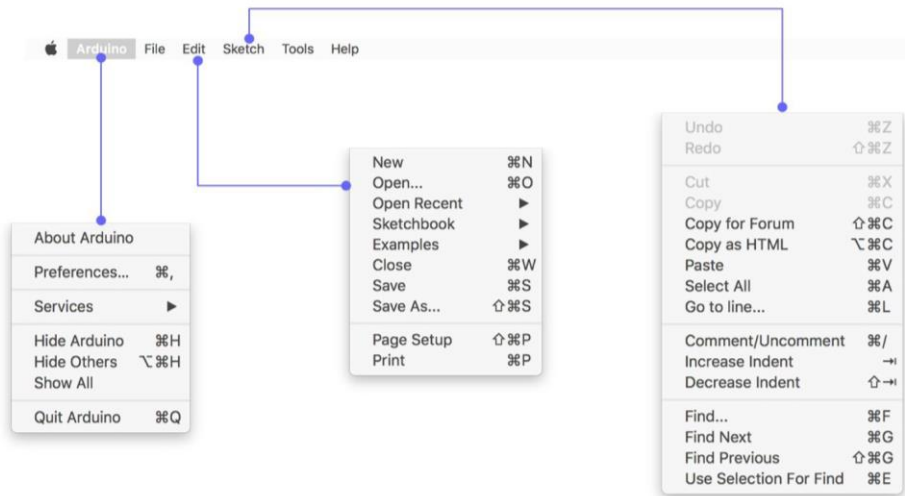 Arduino File Edit Sketch Tools Help
About Arduino
Preferences... ⌘,
Services ▶
Hide Arduino ⌘H
Hide Others ⌥⌘H
Show All
Quit Arduino ⌘Q
New ⌘N
Open... ⌘O
Open Recent ▶
Sketchbook ▶
Examples ▶
Close ⌘W
Save ⌘S
Save As... ⇧⌘S
Page Setup ⇧⌘P
Print ⌘P
Undo ⌘Z
Redo ⇧⌘Z
Cut ⌘X
Copy ⌘C
Copy for Forum ⇧⌘C
Copy as HTML ⌥⌘C
Paste ⌘V
Select All ⌘A
Go to line... ⌘L
Comment/Uncomment ⌘/
Increase Indent ⇥
Decrease Indent ⇧⇥
Find... ⌘F
Find Next ⌘G
Find Previous ⇧⌘G
Use Selection For Find ⌘E